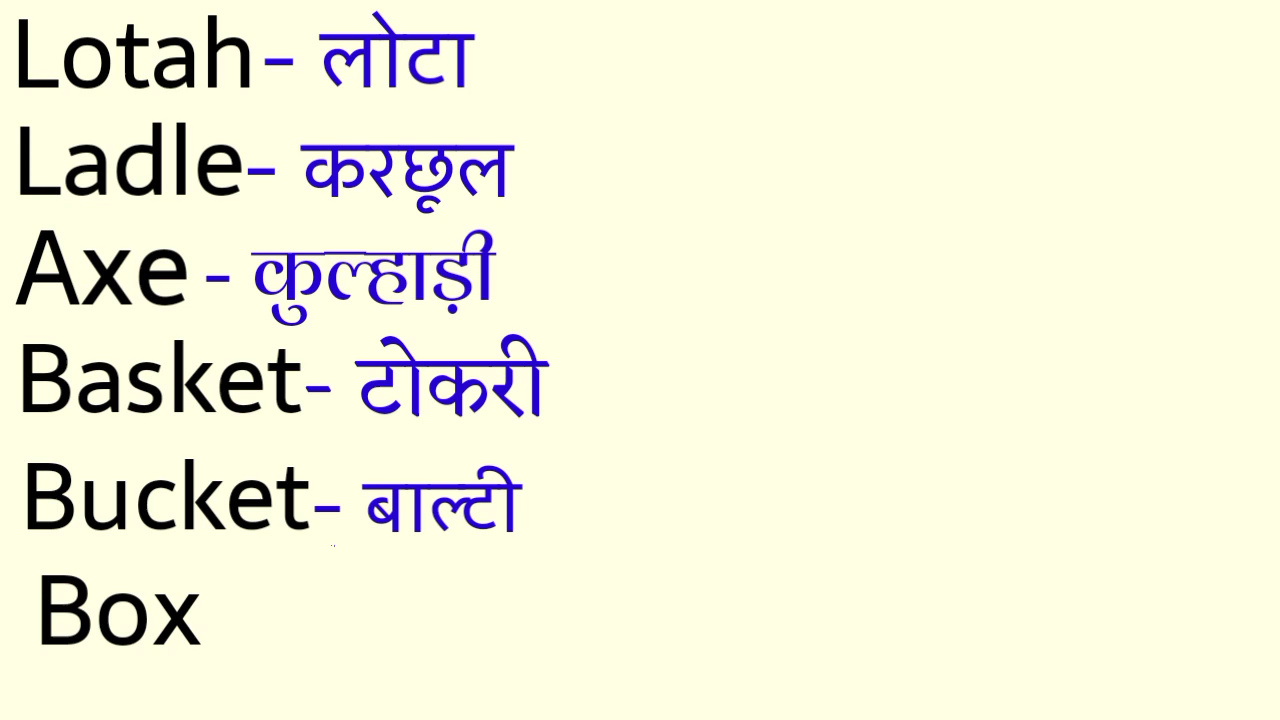 Lotah- लोटा
Ladle- करछूल
Axe - कुल्हाड़ी
Basket- टोकरी
Bucket- बाल्टी
Box